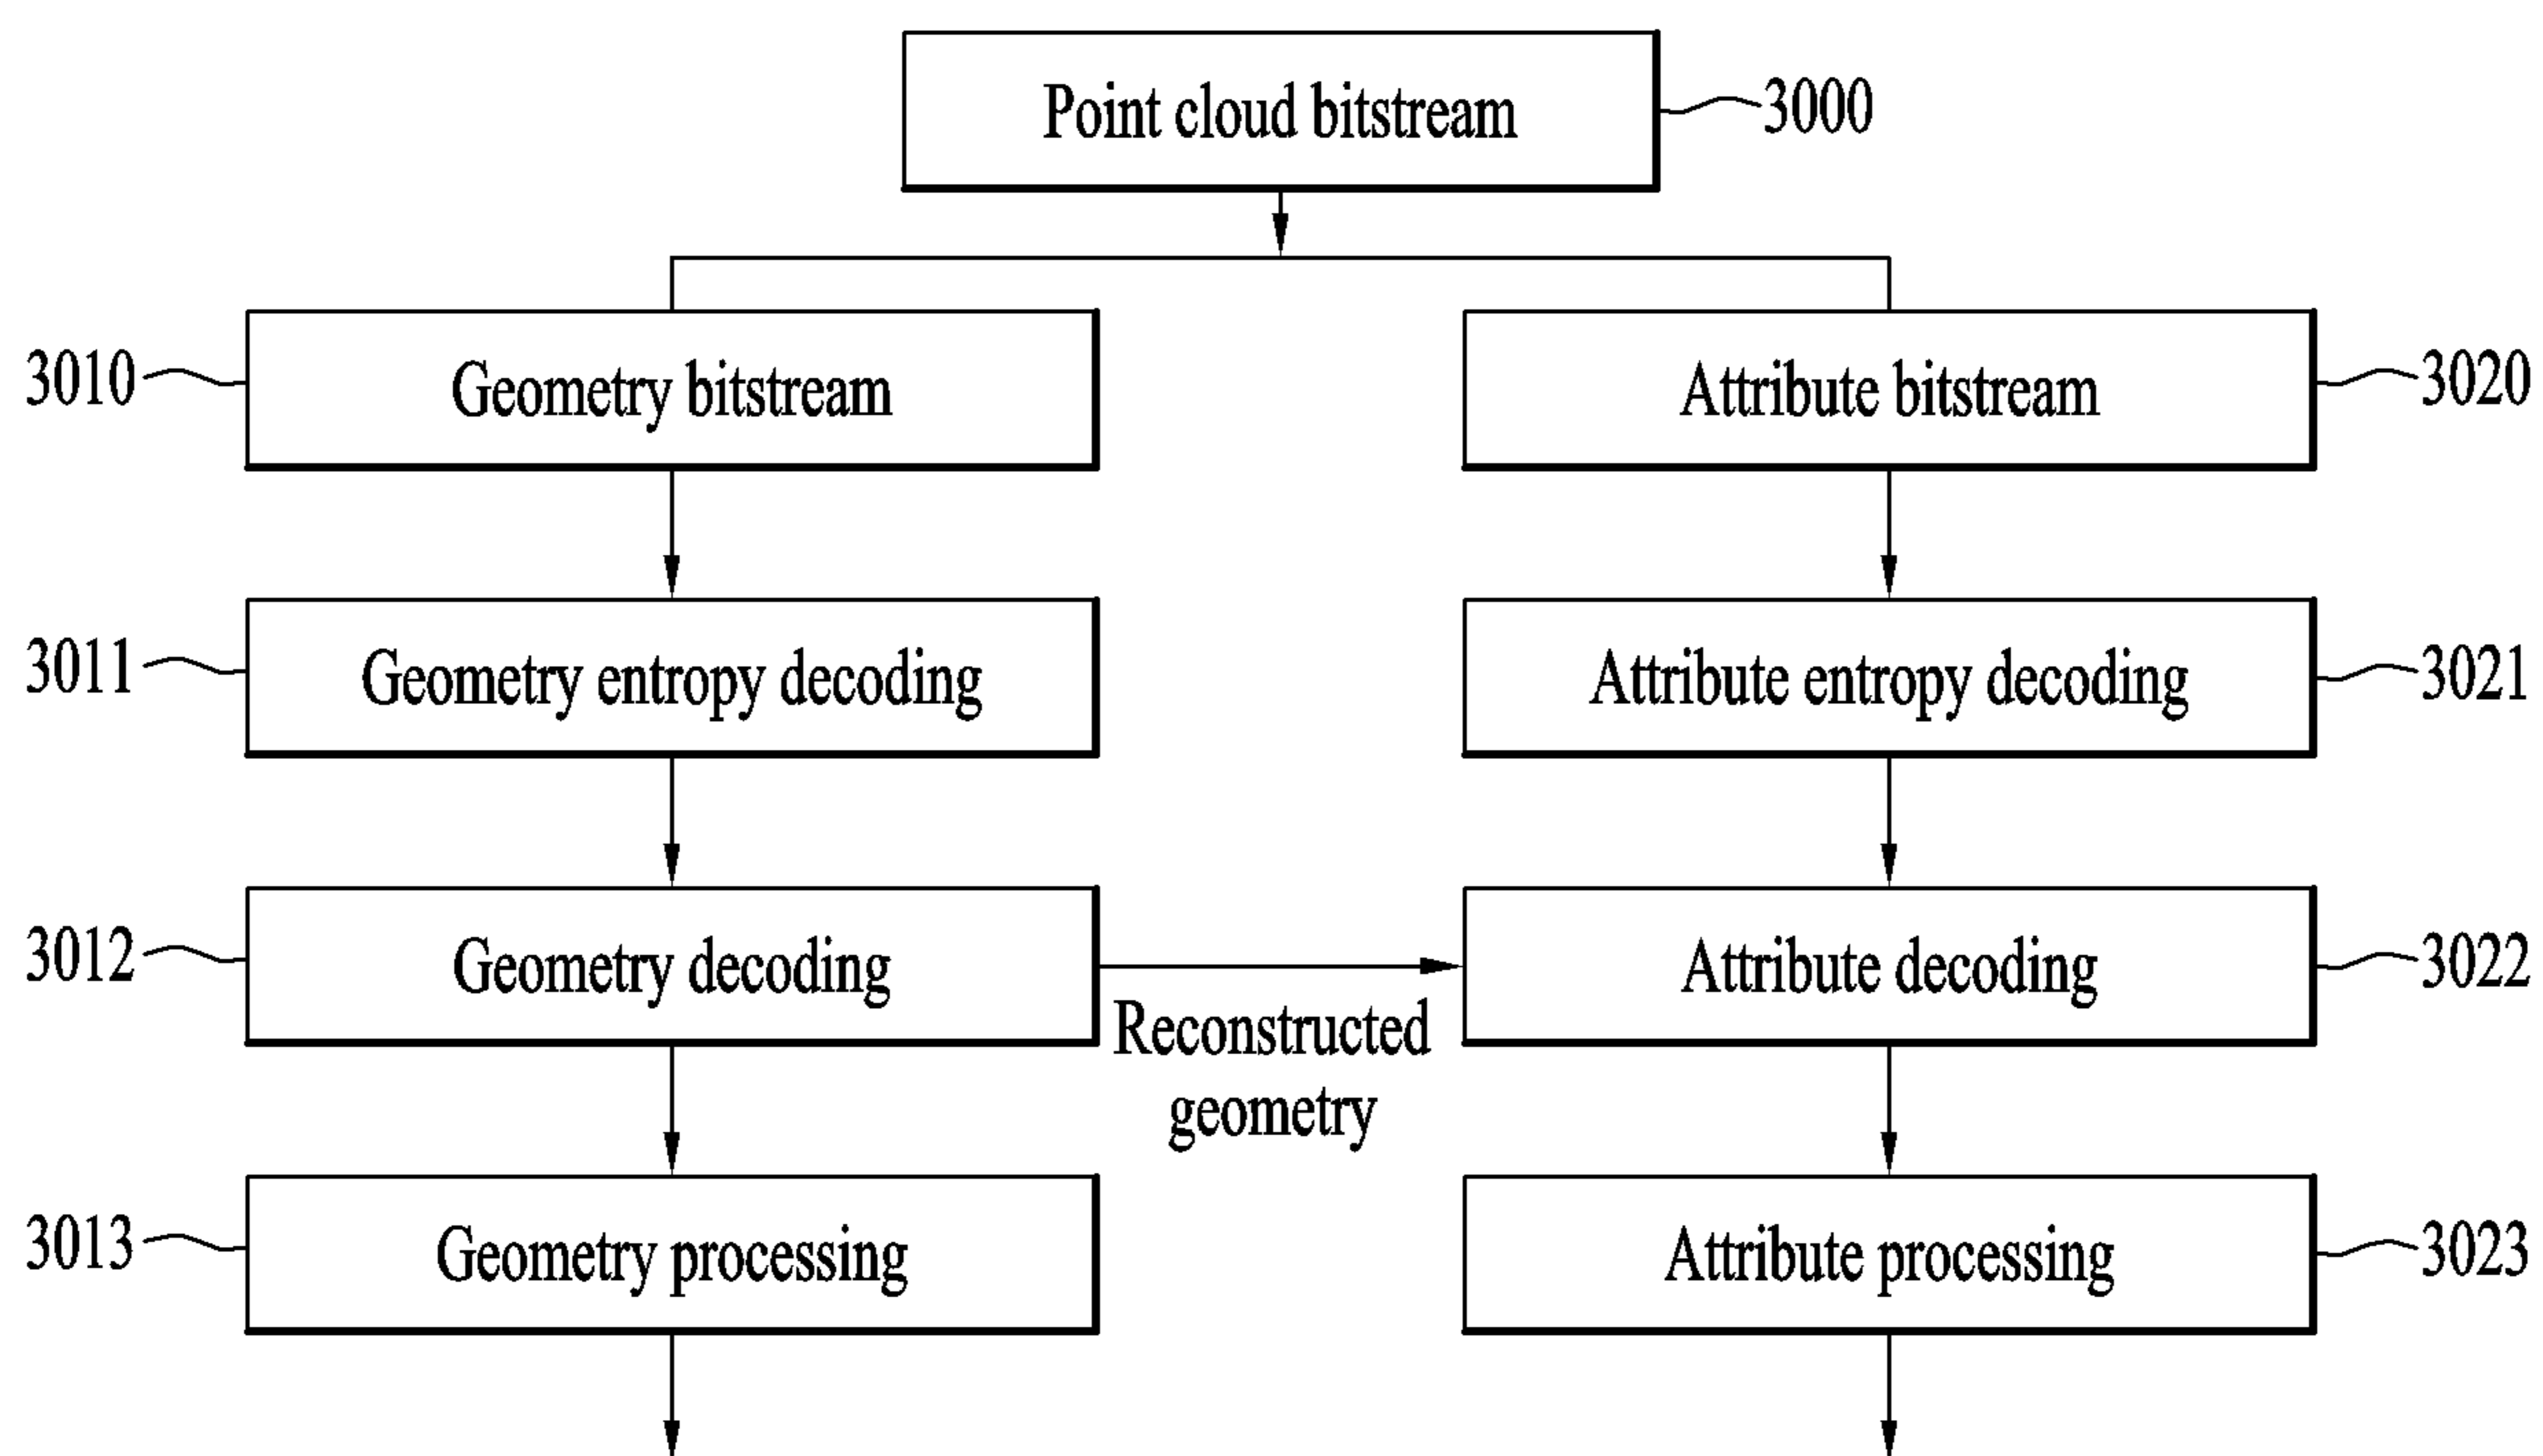 Point cloud bitstream 3000
3010 Geometry bitstream Attribute bitstream 3020
3011 Geometry entropy decoding Attribute entropy decoding 3021
3012 Geometry decoding Attribute decoding 3022
Reconstructed
geometry
3013 Geometry processing Attribute processing 3023